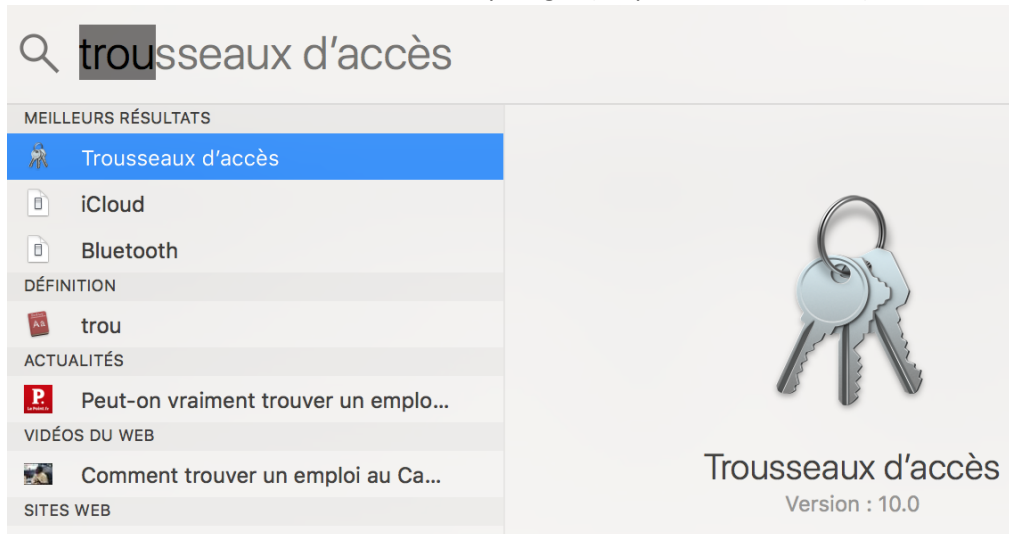 trousseaux d’accès
MEILLEURS RÉSULTATS
Trousseaux d’accès
iCloud
Bluetooth
DÉFINITION
Aa
trou
ACTUALITÉS
P.
Peut-on vraiment trouver un emplo...
VIDÉOS DU WEB
Comment trouver un emploi au Ca...
SITES WEB
Trousseaux d’accès
Version : 10.0